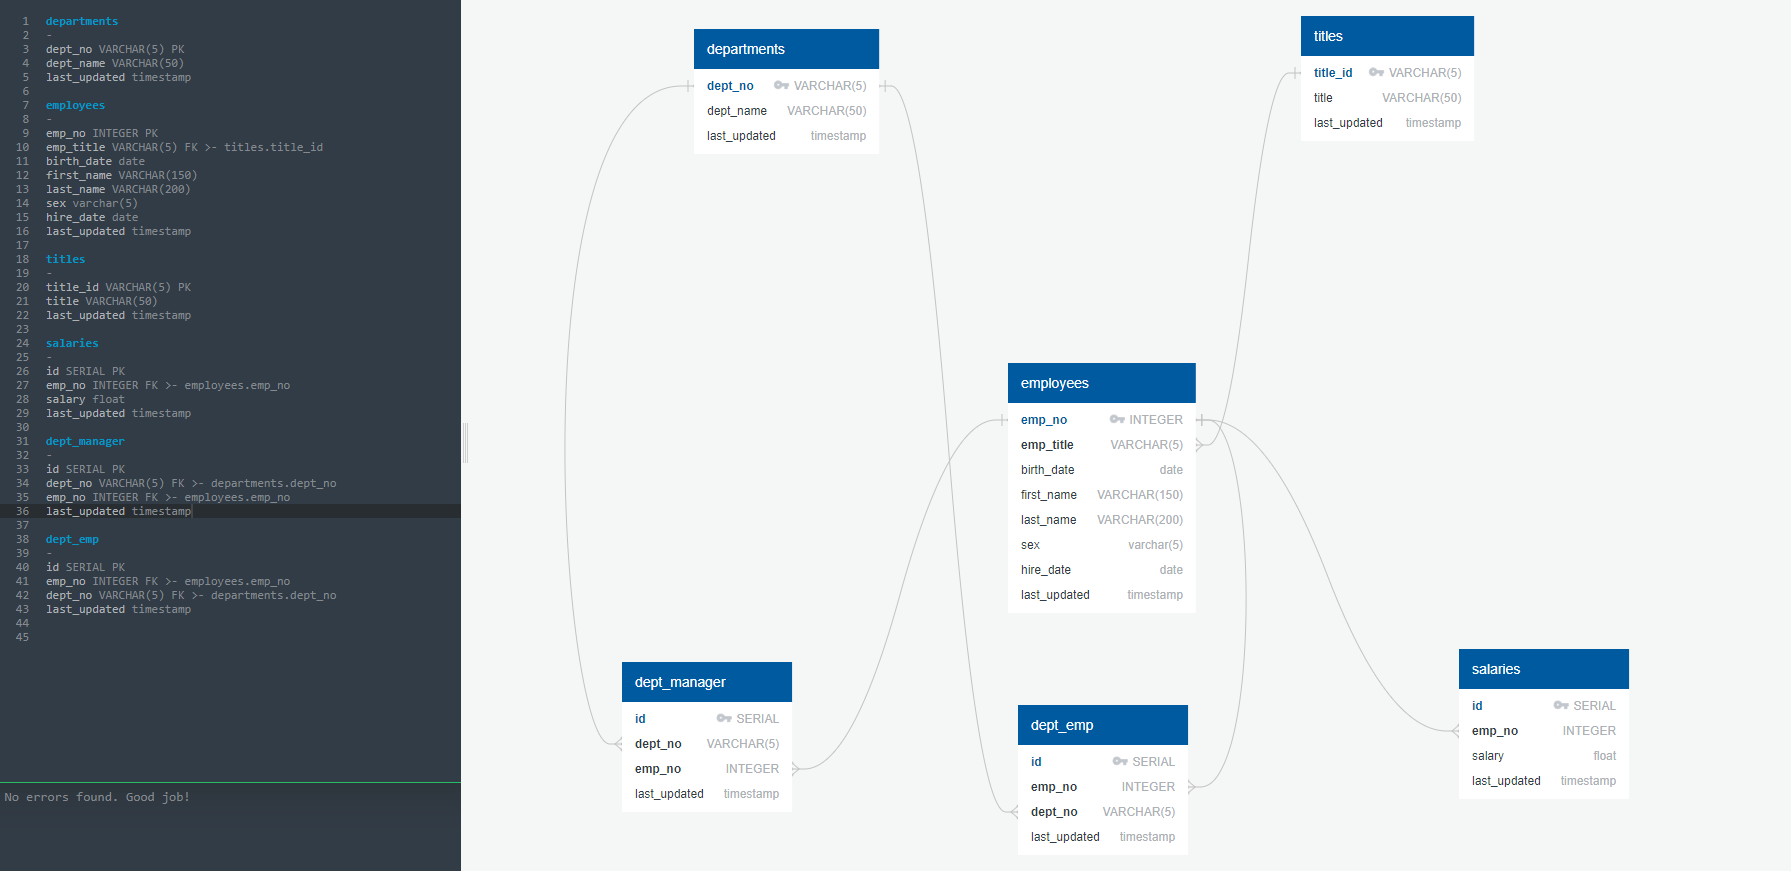 1 departments
2 -
3 dept_no VARCHAR(5) PK
4 dept_name VARCHAR(50)
5 last_updated timestamp
6
7 employees
8 -
9 emp_no INTEGER PK
10 emp_title VARCHAR(5) FK >- titles.title_id
11 birth_date date
12 first_name VARCHAR(150)
13 last_name VARCHAR(200)
14 sex varchar(5)
15 hire_date date
16 last_updated timestamp
17
18 titles
19 -
20 title_id VARCHAR(5) PK
21 title VARCHAR(50)
22 last_updated timestamp
23
24 salaries
25 -
26 id SERIAL PK
27 emp_no INTEGER FK >- employees.emp_no
28 salary float
29 last_updated timestamp
30
31 dept_manager
32 -
33 id SERIAL PK
34 dept_no VARCHAR(5) FK >- departments.dept_no
35 emp_no INTEGER FK >- employees.emp_no
36 last_updated timestamp
37
38 dept_emp
39 -
40 id SERIAL PK
41 emp_no INTEGER FK >- employees.emp_no
42 dept_no VARCHAR(5) FK >- departments.dept_no
43 last_updated timestamp
44
45
No errors found. Good job!
departments
dept_no VARCHAR(5)
dept_name VARCHAR(50)
last_updated timestamp
titles
title_id VARCHAR(5)
title VARCHAR(50)
last_updated timestamp
employees
emp_no INTEGER
emp_title VARCHAR(5)
birth_date date
first_name VARCHAR(150)
last_name VARCHAR(200)
sex varchar(5)
hire_date date
last_updated timestamp
dept_manager
id SERIAL
dept_no VARCHAR(5)
emp_no INTEGER
last_updated timestamp
dept_emp
id SERIAL
emp_no INTEGER
dept_no VARCHAR(5)
last_updated timestamp
salaries
id SERIAL
emp_no INTEGER
salary float
last_updated timestamp